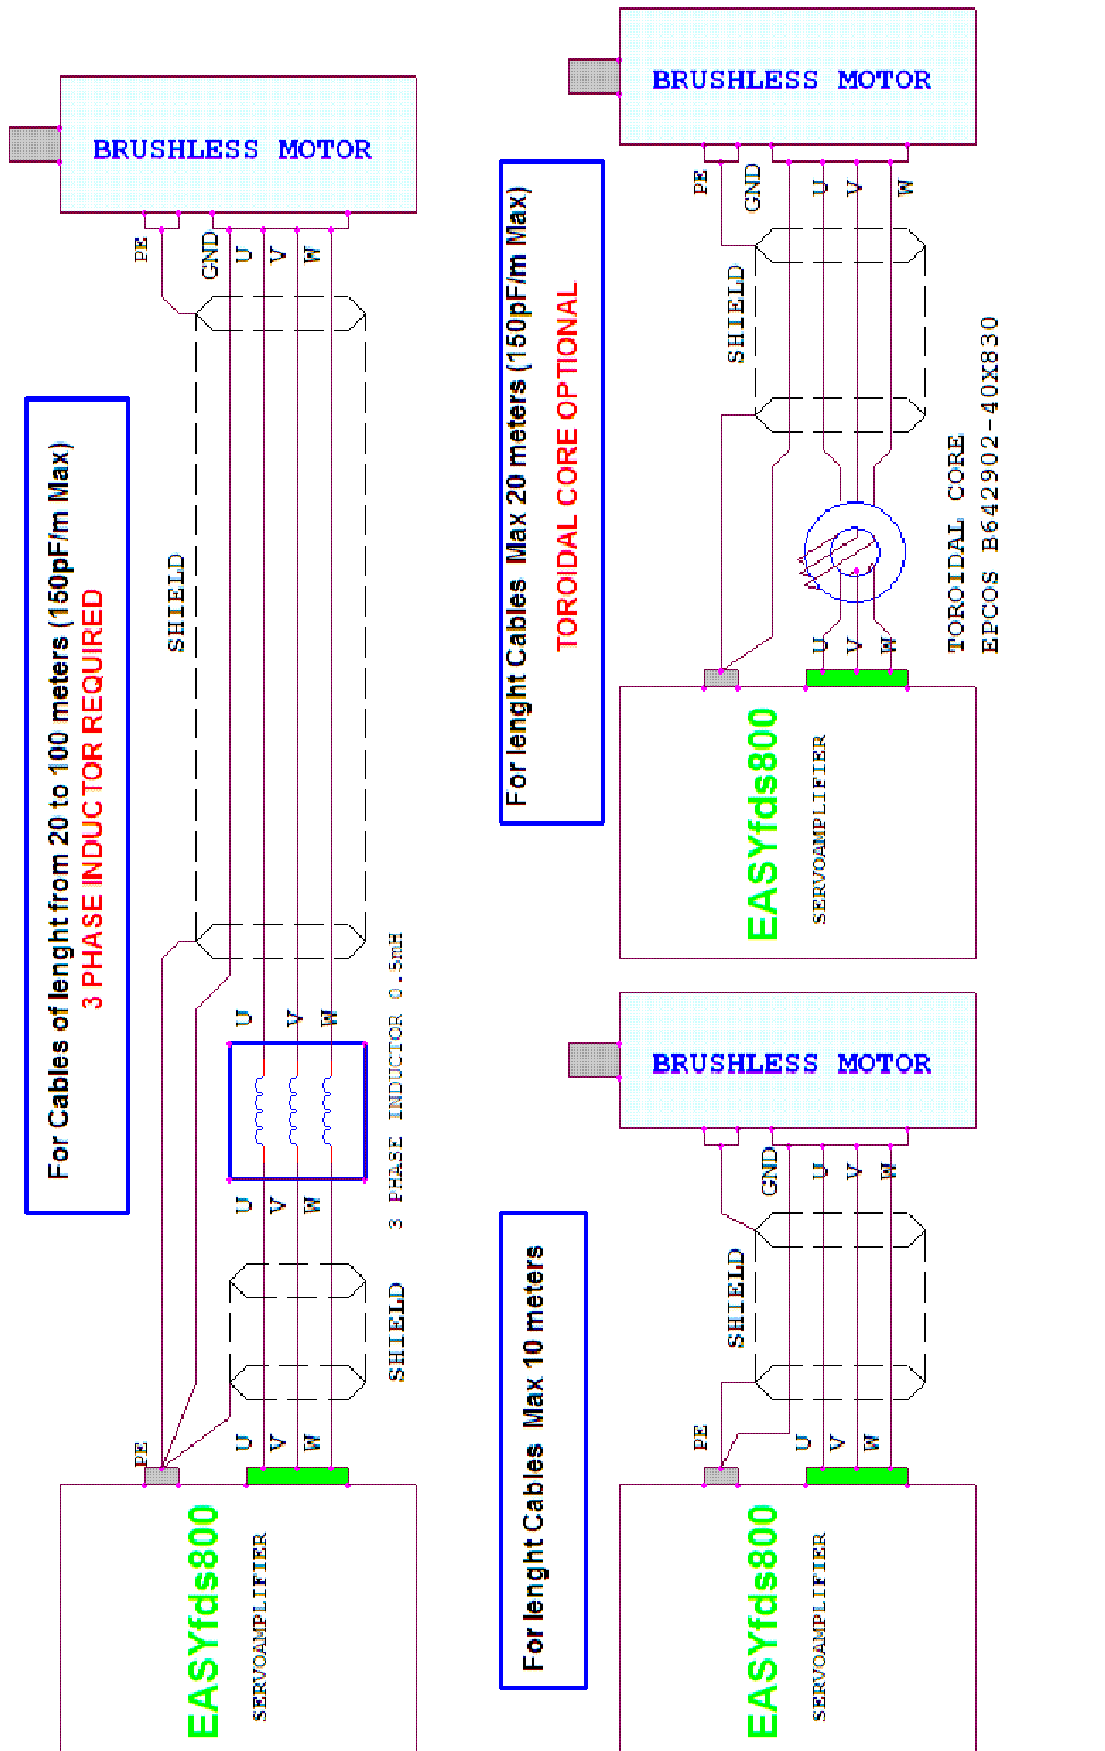 BRUSHLESS MOTOR
PE
GND
U
V
W
SHIELD
For Cables of lenght from 20 to 100 meters (150pF/m Max)
3 PHASE INDUCTOR REQUIRED
U
V
W
3 PHASE INDUCTOR 0.5mH
U
V
W
SHIELD
PE
U
V
W
EASYfds800
SERVOAMPLIFIER
BRUSHLESS MOTOR
PE
GND
U
V
W
SHIELD
For lenght Cables Max 20 meters (150pF/m Max)
TOROIDAL CORE OPTIONAL
TOROIDAL CORE
EPCOS B642902-40X830
U
V
W
EASYfds800
SERVOAMPLIFIER
BRUSHLESS MOTOR
GND
U
V
W
SHIELD
For lenght Cables Max 10 meters
PE
U
V
W
EASYfds800
SERVOAMPLIFIER